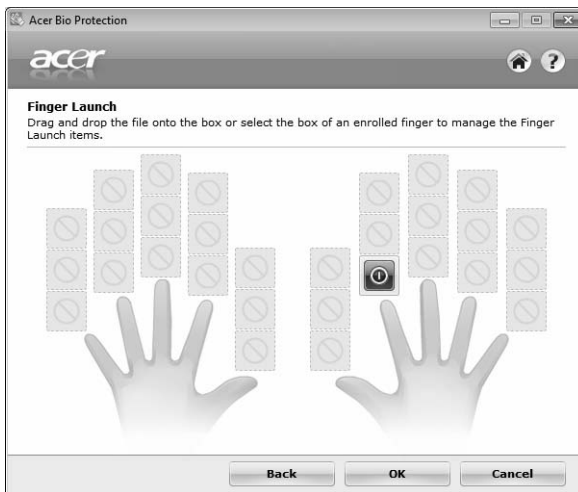 Acer Bio Protection
acer
?
Finger Launch
Drag and drop the file onto the box or select the box of an enrolled finger to manage the Finger
Launch items.
Back
OK
Cancel